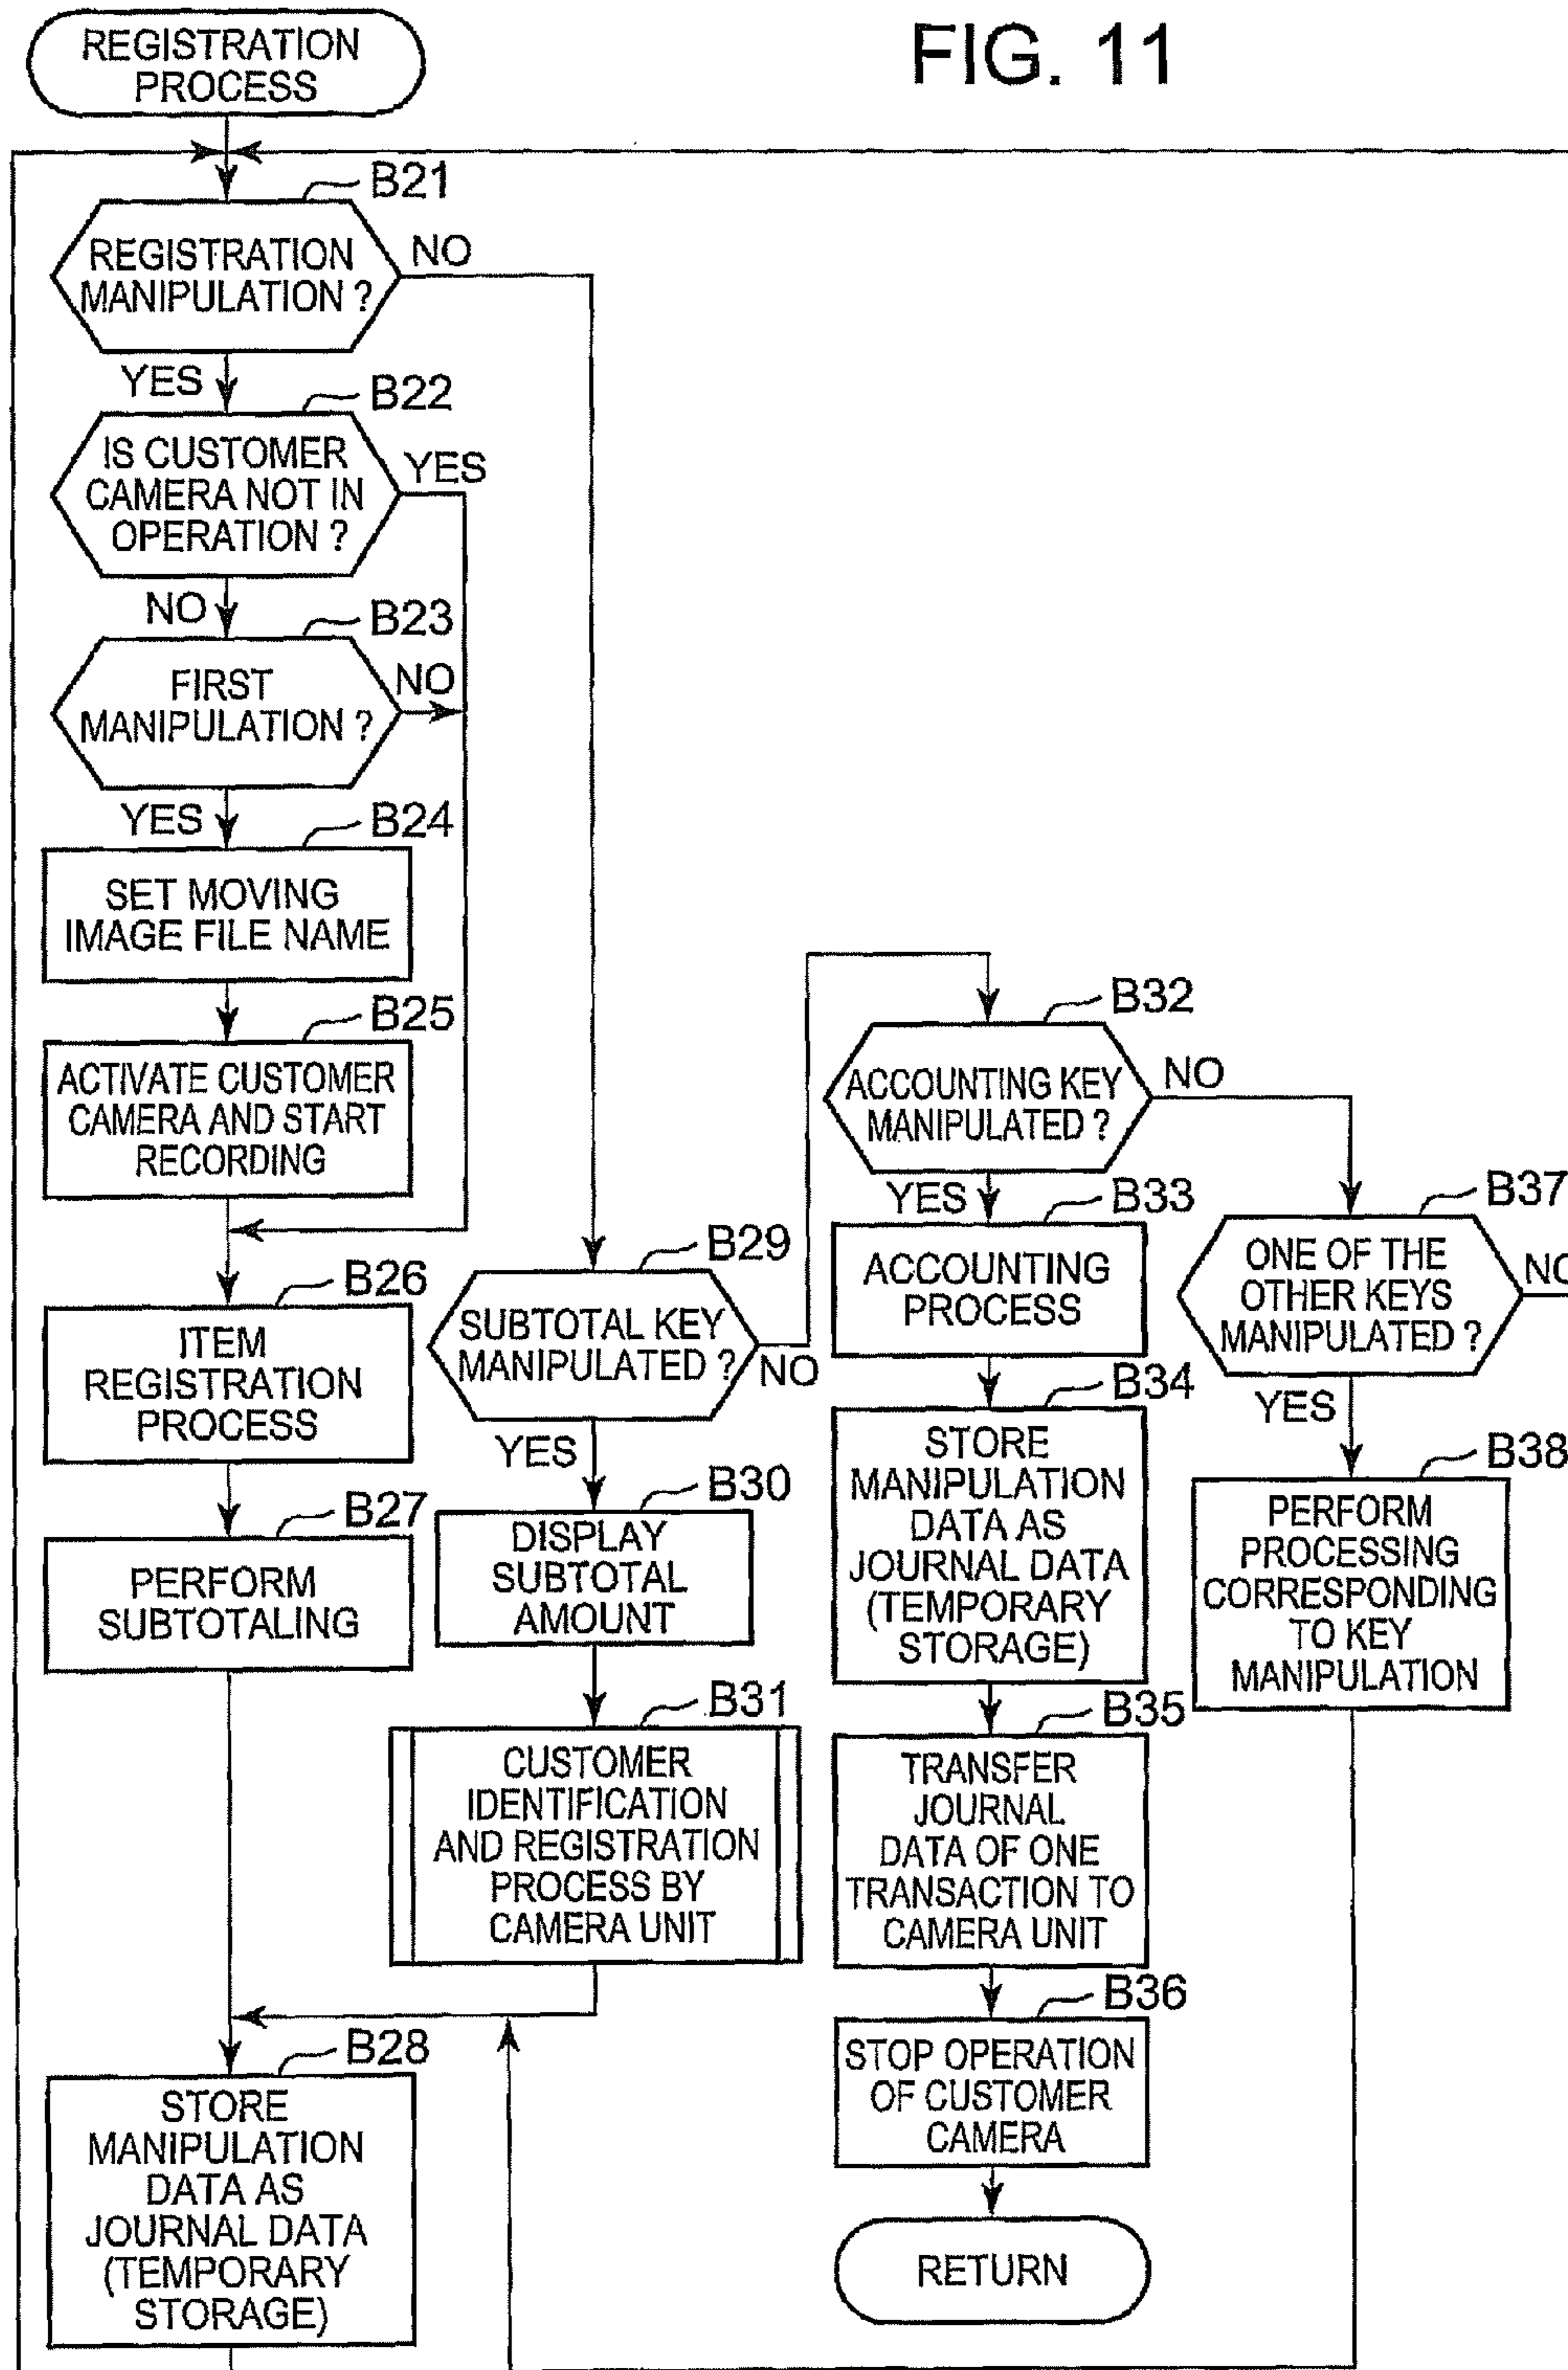 FIG. 11
REGISTRATION
PROCESS
B21
REGISTRATION
MANIPULATION ?
NO
YES
B22
IS CUSTOMER
CAMERA NOT IN
OPERATION ?
YES
NO
B23
FIRST
MANIPULATION ?
NO
YES
B24
SET MOVING
IMAGE FILE NAME
B25
ACTIVATE CUSTOMER
CAMERA AND START
RECORDING
B26
ITEM
REGISTRATION
PROCESS
B27
PERFORM
SUBTOTALING
B28
STORE
MANIPULATION
DATA AS
JOURNAL DATA
(TEMPORARY
STORAGE)
B29
SUBTOTAL KEY
MANIPULATED ?
NO
YES
B30
DISPLAY
SUBTOTAL
AMOUNT
B31
CUSTOMER
IDENTIFICATION
AND REGISTRATION
PROCESS BY
CAMERA UNIT
B32
ACCOUNTING KEY
MANIPULATED ?
NO
YES
B33
ACCOUNTING
PROCESS
B34
STORE
MANIPULATION
DATA AS
JOURNAL DATA
(TEMPORARY
STORAGE)
B35
TRANSFER
JOURNAL
DATA OF ONE
TRANSACTION TO
CAMERA UNIT
B36
STOP OPERATION
OF CUSTOMER
CAMERA
RETURN
B37
ONE OF THE
OTHER KEYS
MANIPULATED ?
NO
YES
B38
PERFORM
PROCESSING
CORRESPONDING
TO KEY
MANIPULATION